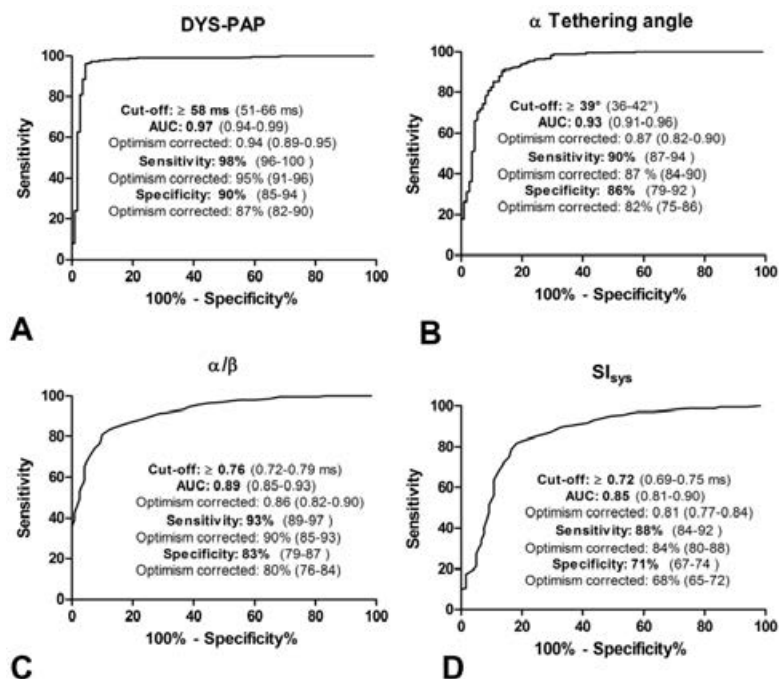 DYS-PAP
100
80
60
40
20
0
Sensitivity
Cut-off: ≥ 58 ms (51-66 ms)
AUC: 0.97 (0.94-0.99)
Optimism corrected: 0.94 (0.89-0.95)
Sensitivity: 98% (96-100 )
Optimism corrected: 95% (91-96)
Specificity: 90% (85-94 )
Optimism corrected: 87% (82-90)
0 20 40 60 80 100
100% - Specificity%
A
α Tethering angle
100
80
60
40
20
0
Sensitivity
Cut-off: ≥ 39° (36-42°)
AUC: 0.93 (0.91-0.96)
Optimism corrected: 0.87 (0.82-0.90)
Sensitivity: 90% (87-94 )
Optimism corrected: 87 % (84-90)
Specificity: 86% (79-92 )
Optimism corrected: 82% (75-86)
0 20 40 60 80 100
100% - Specificity%
B
α/β
100
80
60
40
20
0
Sensitivity
Cut-off: ≥ 0.76 (0.72-0.79 ms)
AUC: 0.89 (0.85-0.93)
Optimism corrected: 0.86 (0.82-0.90)
Sensitivity: 93% (89-97 )
Optimism corrected: 90% (85-93)
Specificity: 83% (79-87 )
Optimism corrected: 80% (76-84)
0 20 40 60 80 100
100% - Specificity%
C
SIsys
100
80
60
40
20
0
Sensitivity
Cut-off: ≥ 0.72 (0.69-0.75 ms)
AUC: 0.85 (0.81-0.90)
Optimism corrected: 0.81 (0.77-0.84)
Sensitivity: 88% (84-92 )
Optimism corrected: 84% (80-88)
Specificity: 71% (67-74 )
Optimism corrected: 68% (65-72)
0 20 40 60 80 100
100% - Specificity%
D